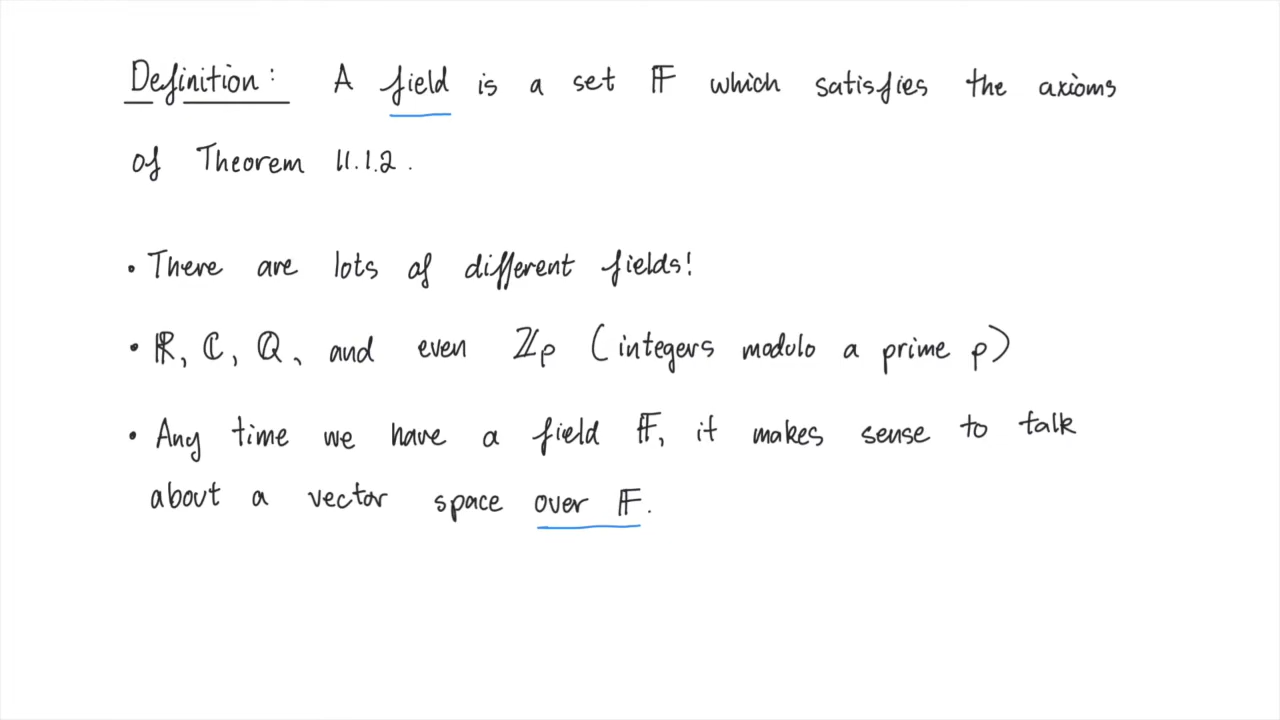 Definition: A field is a set 𝔽 which satisfies the axioms
of Theorem 11.1.2.
• There are lots of different fields!
• ℝ, ℂ, ℚ, and even ℤp (integers modulo a prime p)
• Any time we have a field 𝔽, it makes sense to talk
about a vector space over 𝔽.